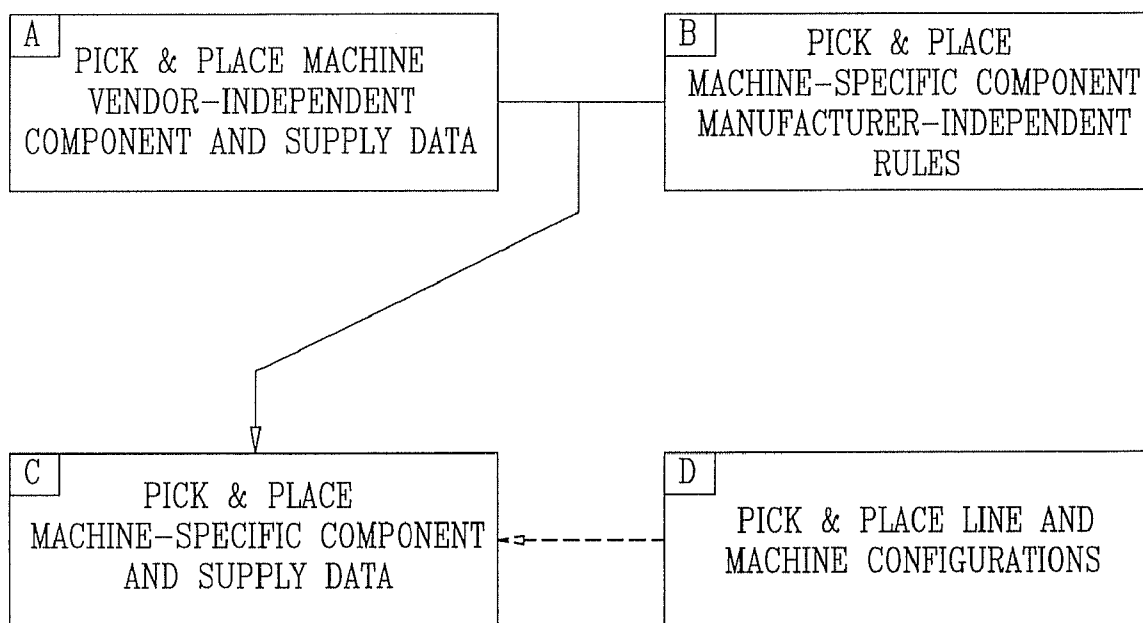 A
PICK & PLACE MACHINE
VENDOR-INDEPENDENT
COMPONENT AND SUPPLY DATA
B
PICK & PLACE
MACHINE-SPECIFIC COMPONENT
MANUFACTURER-INDEPENDENT
RULES
C
PICK & PLACE
MACHINE-SPECIFIC COMPONENT
AND SUPPLY DATA
D
PICK & PLACE LINE AND
MACHINE CONFIGURATIONS